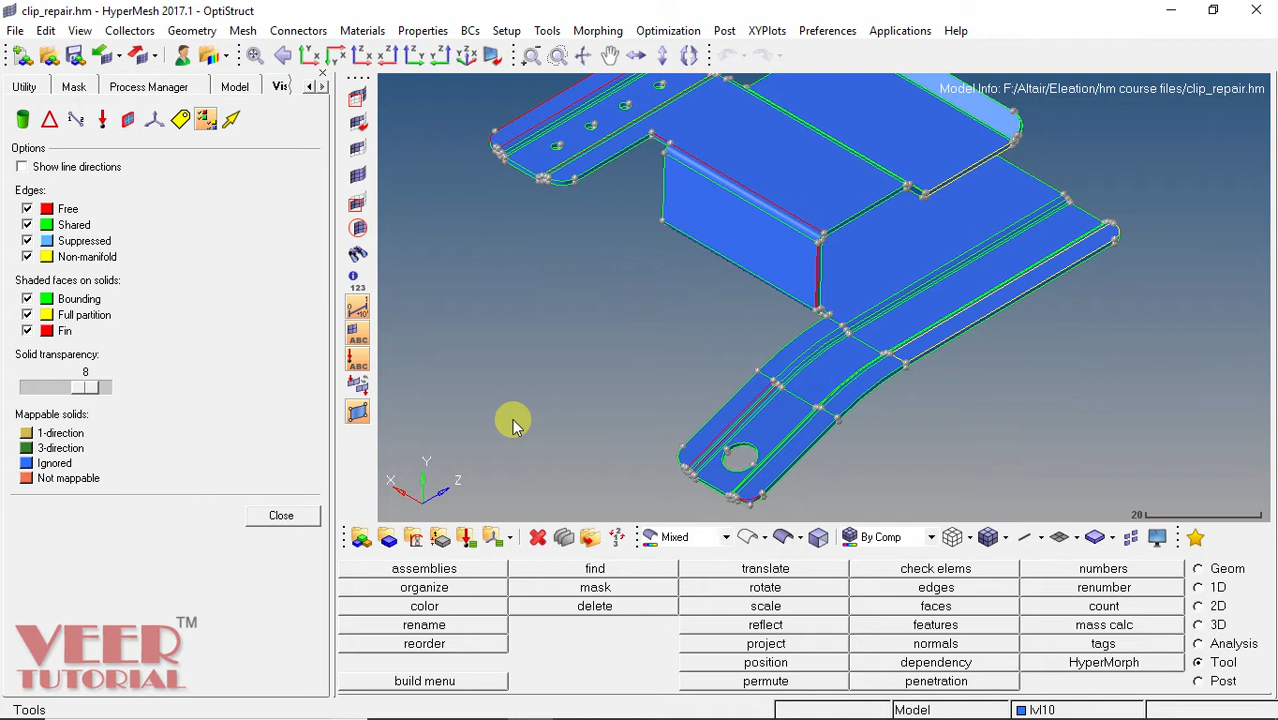 clip_repair.hm - HyperMesh 2017.1 - OptiStruct
File Edit View Collectors Geometry Mesh Connectors Materials Properties BCs Setup Tools Morphing Optimization Post XYPlots Preferences Applications Help
Utility Mask Process Manager Model Vis
Model Info: F:/Altair/Eleation/hm course files/clip_repair.hm
Options
Show line directions
Edges:
Free
Shared
Suppressed
Non-manifold
Shaded faces on solids:
Bounding
Full partition
Fin
Solid transparency:
8
Mappable solids:
1-direction
3-direction
Ignored
Not mappable
Close
123
ABC
ABC
X
Y
Z
20
Mixed
By Comp
assemblies find translate check elems numbers Geom
organize mask rotate edges renumber 1D
color delete scale faces count 2D
rename reflect features mass calc 3D
reorder project normals tags Analysis
position dependency HyperMorph Tool
build menu permute penetration Post
VEER TM
TUTORIAL
Tools Model lvl10